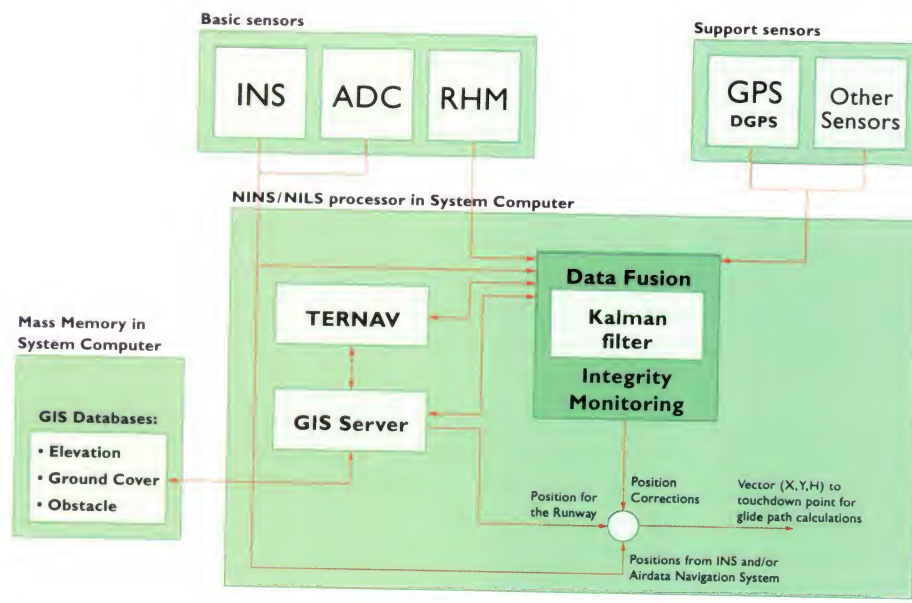 Basic sensors
INS
ADC
RHM
Support sensors
GPS
DGPS
Other
Sensors
NINS/NILS processor in System Computer
Data Fusion
Kalman
filter
Integrity
Monitoring
TERNAV
GIS Server
Mass Memory in
System Computer
GIS Databases:
• Elevation
• Ground Cover
• Obstacle
Position for
the Runway
Position
Corrections
Vector (X,Y,H) to
touchdown point for
glide path calculations
Positions from INS and/or
Airdata Navigation System